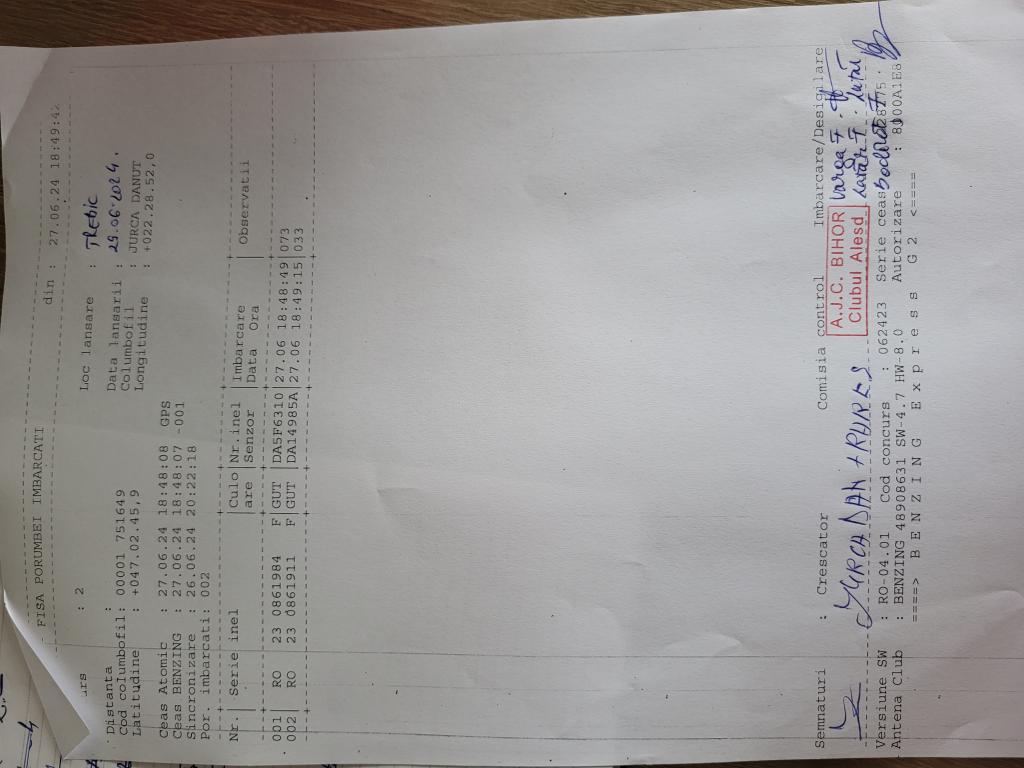 FISA PORUMBEI IMBARCATI
din : 27.06.24 18:49:42
urs : 2 Loc lansare : Trebic
Distanta : Data lansarii : 29.06.2024.
Cod columbofil: 00001 751649 Columbofil : JURCA DANUT
Latitudine : +047.02.45,9 Longitudine : +022.28.52,0
Ceas Atomic : 27.06.24 18:48:08 GPS
Ceas BENZING : 27.06.24 18:48:07 -001
Sincronizare : 26.06.24 20:22:18
Por. imbarcati: 002
Nr.| Serie inel |Culo|Nr.inel |Imbarcare | Observatii
|are |Senzor |Data Ora |
001| RO 23 0861984 F|GUT |DA5F6310|27.06 18:48:49|073
002| RO 23 0861911 F|GUT |DA14985A|27.06 18:49:15|033
Semnaturi : Crescator Comisia control Imbarcare/Desigilare
JURCA DAN + RURES A.J.C. BIHOR Varga F.
Clubul Alesd
Versiune SW : RO-04.01 Cod concurs : 062423 Serie ceas
Antena Club : BENZING 48908631 SW-4.7 HW-8.0 Autorizare : 8000A1E8
====> B E N Z I N G E x p r e s s G 2 <====